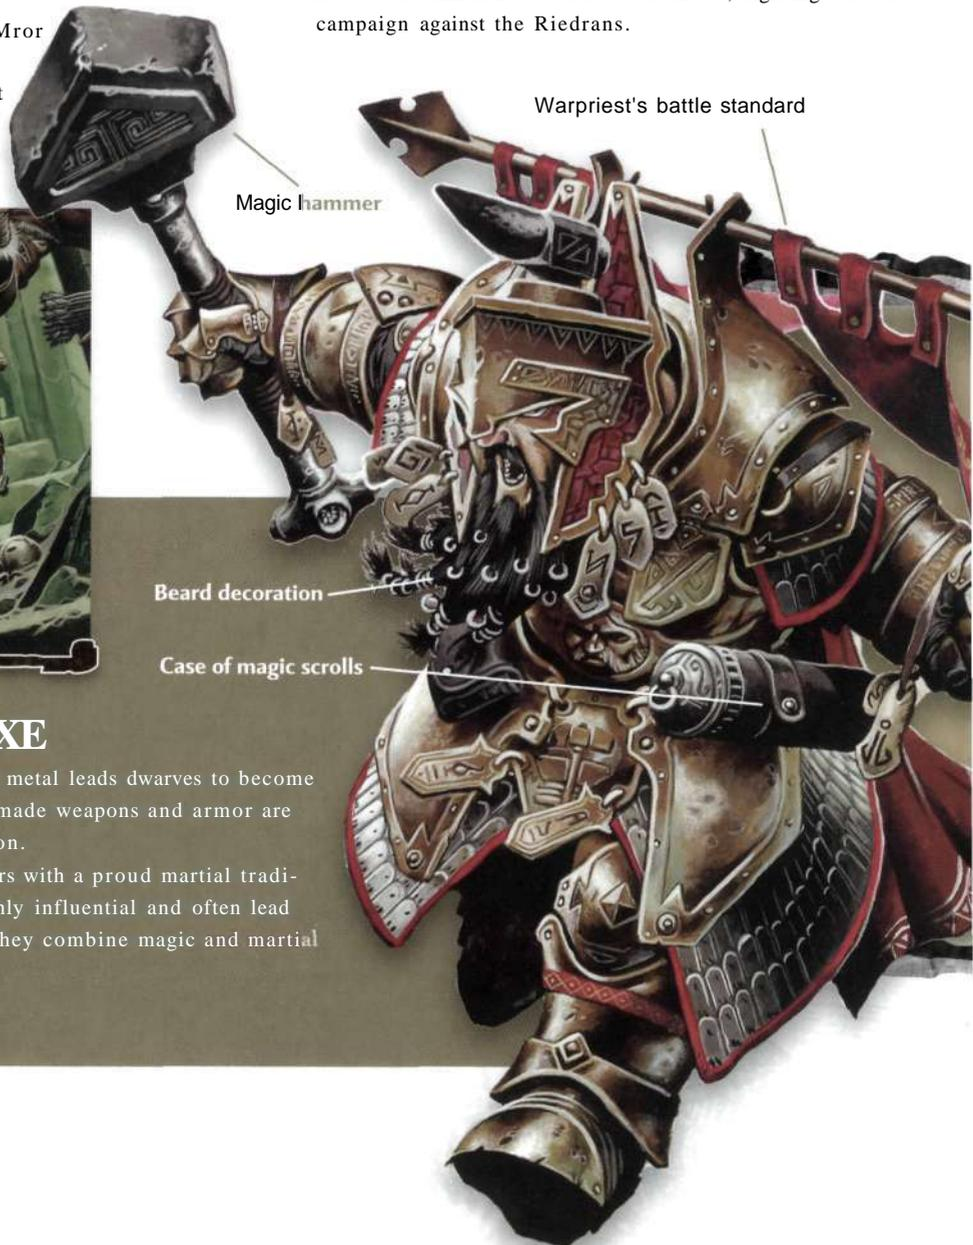 Mror
campaign against the Riedrans.
Warpriest's battle standard
Magic hammer
Beard decoration
Case of magic scrolls
XE
metal leads dwarves to become
made weapons and armor are
on.
rs with a proud martial tradi-
nly influential and often lead
hey combine magic and martial